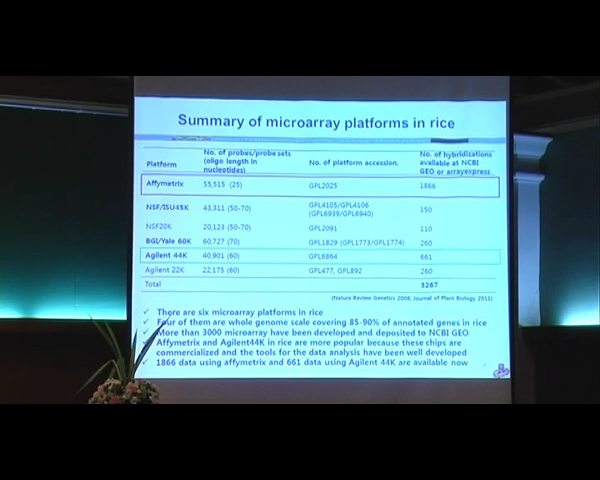 Summary of microarray platforms in rice
Platform No. of probes/probe sets (oligo length in nucleotides) No. of platform accession. No. of hybridizations available at NCBI GEO or arrayexpress
Affymetrix 55,515 (25) GPL2025 1866
NSF/ISU45K 43,311 (50-70) GPL4105/GPL4106 (GPL6939/GPL6940) 150
NSF20K 20,123 (50-70) GPL2091 110
BGI/Yale 60K 60,727 (70) GPL1829 (GPL1773/GPL1774) 260
Agilent 44K 40,901 (60) GPL6864 661
Agilent 22K 22,175 (60) GPL477, GPL892 260
Total 3267
(Nature Review Genetics 2008, Journal of Plant Biology 2011)
✓ There are six microarray platforms in rice
✓ Four of them are whole genome scale covering 85-90% of annotated genes in rice
✓ More than 3000 microarray have been developed and deposited to NCBI GEO
✓ Affymetrix and Agilent44K in rice are more popular because these chips are
commercialized and the tools for the data analysis have been well developed
✓ 1866 data using affymetrix and 661 data using Agilent 44K are available now